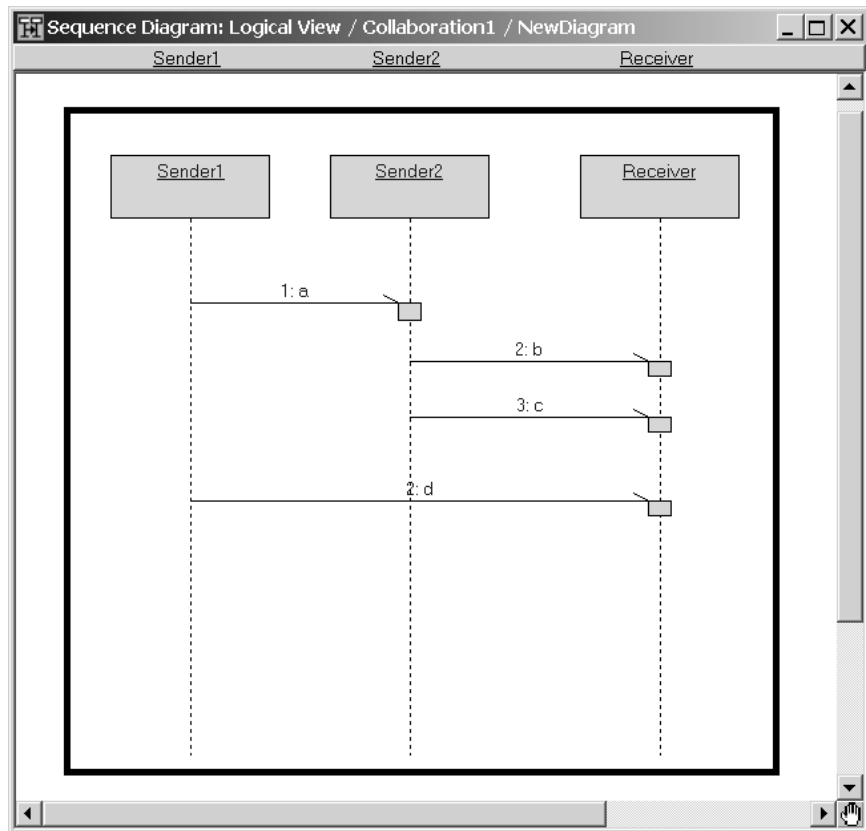 Sequence Diagram: Logical View / Collaboration1 / NewDiagram
Sender1 Sender2 Receiver
Sender1 Sender2 Receiver
1: a
2: b
3: c
2: d